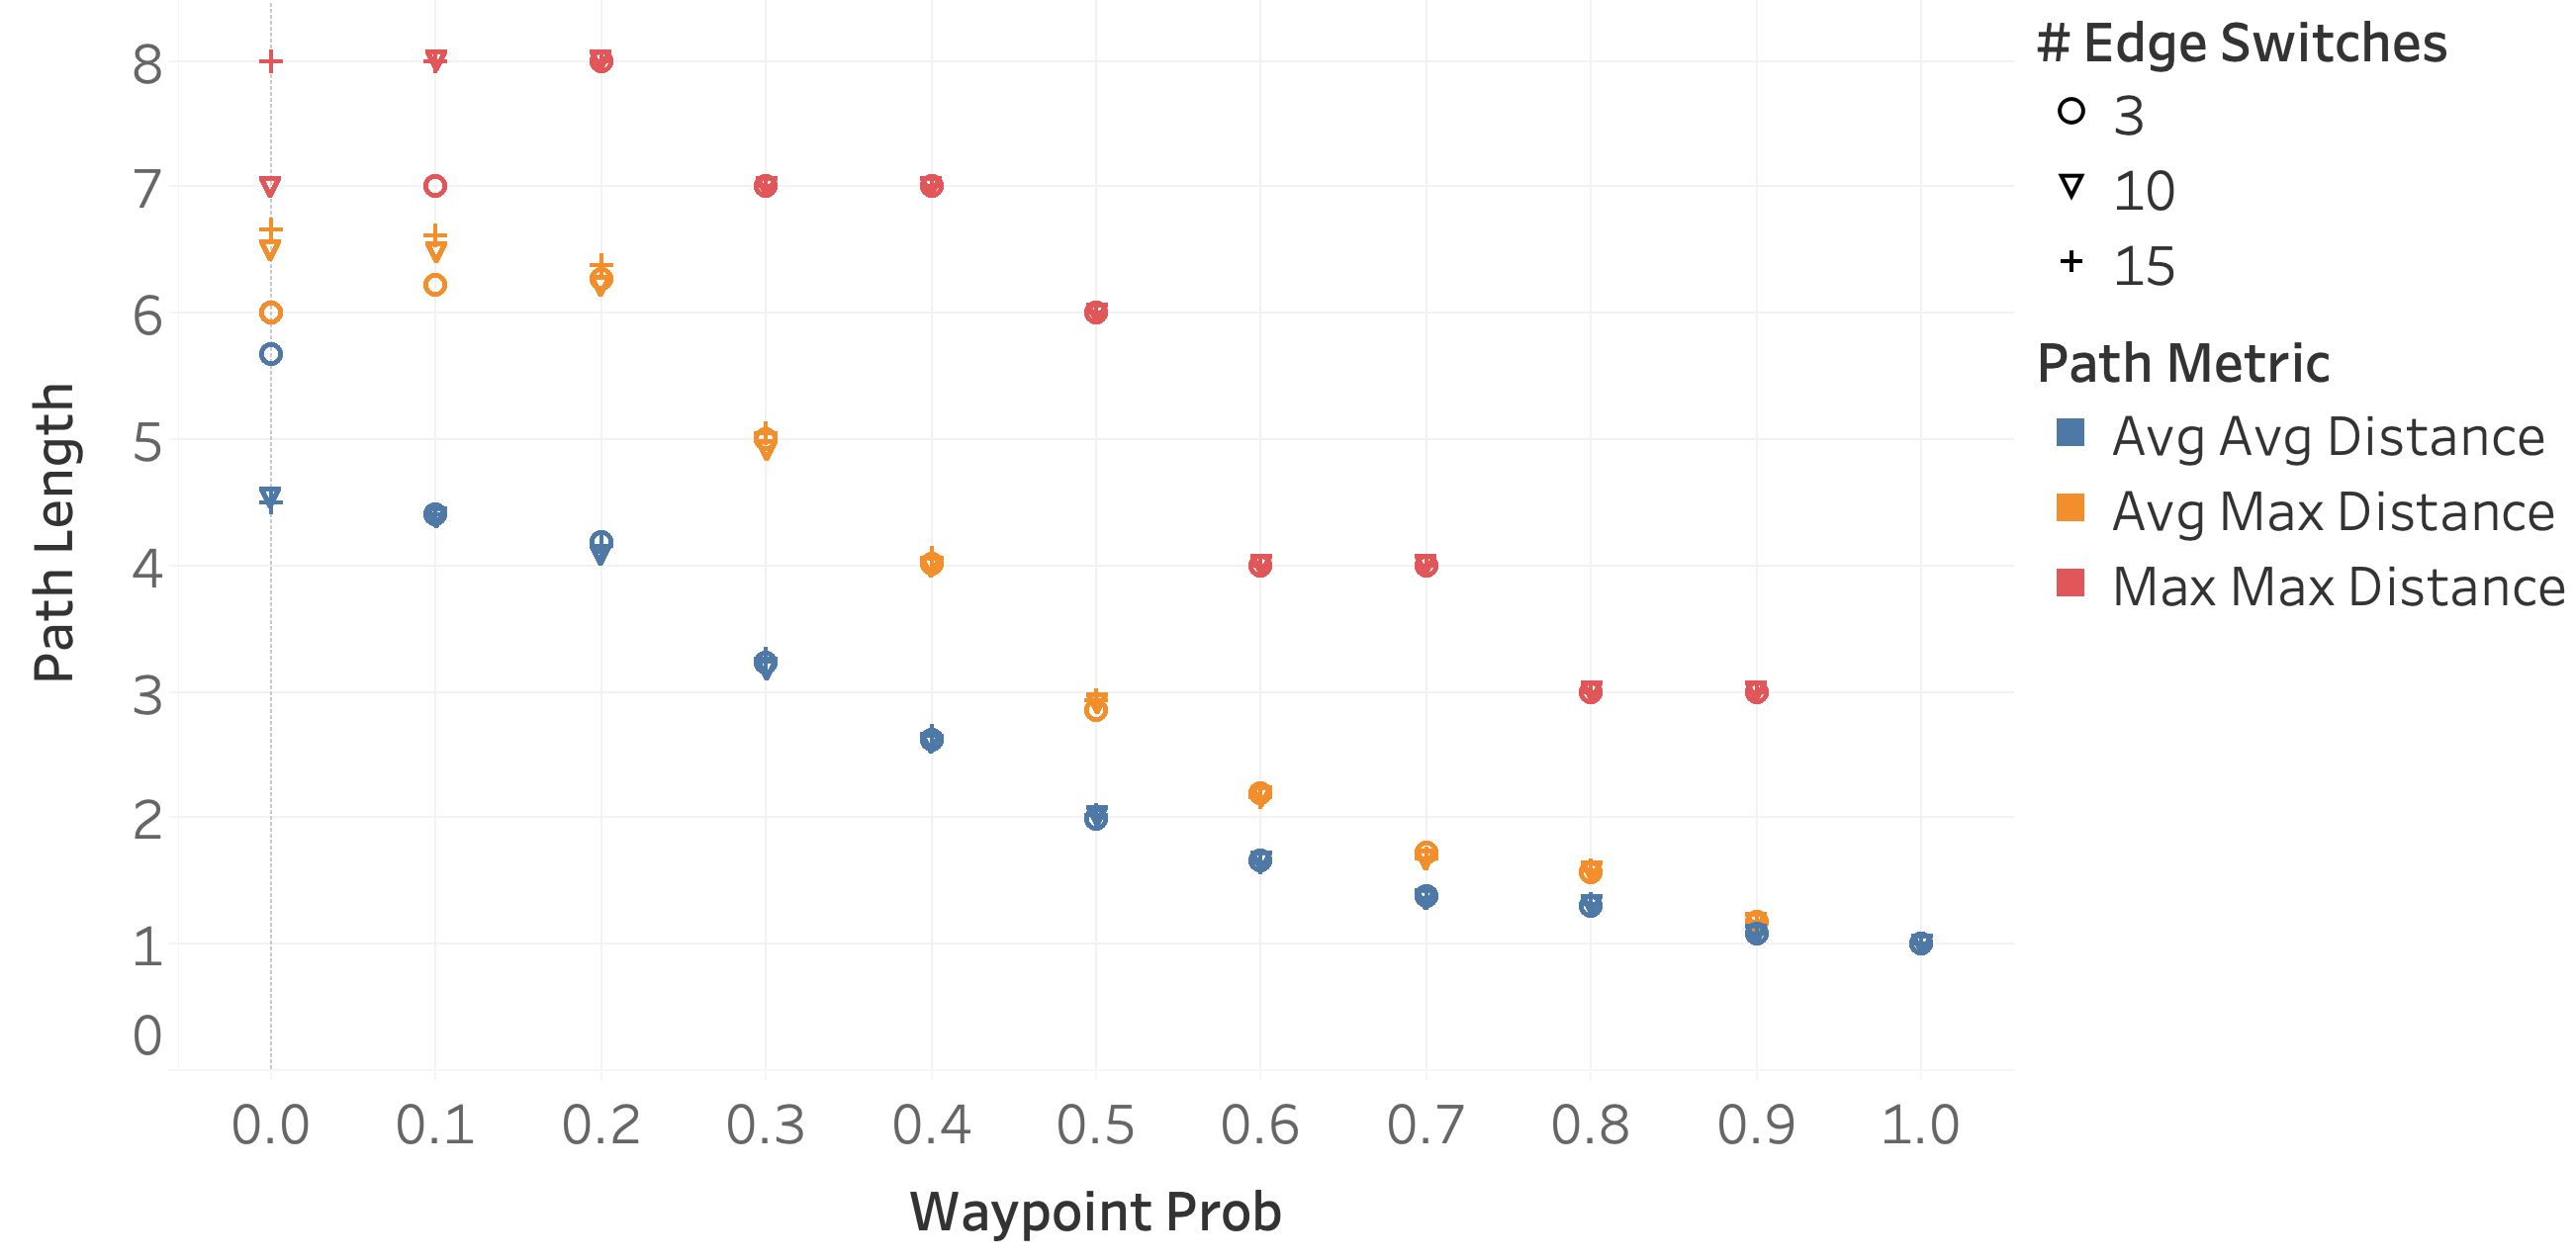 8
7
6
5
4
3
2
1
0
Path Length
0.0 0.1 0.2 0.3 0.4 0.5 0.6 0.7 0.8 0.9 1.0
Waypoint Prob
# Edge Switches
3
10
15
Path Metric
Avg Avg Distance
Avg Max Distance
Max Max Distance